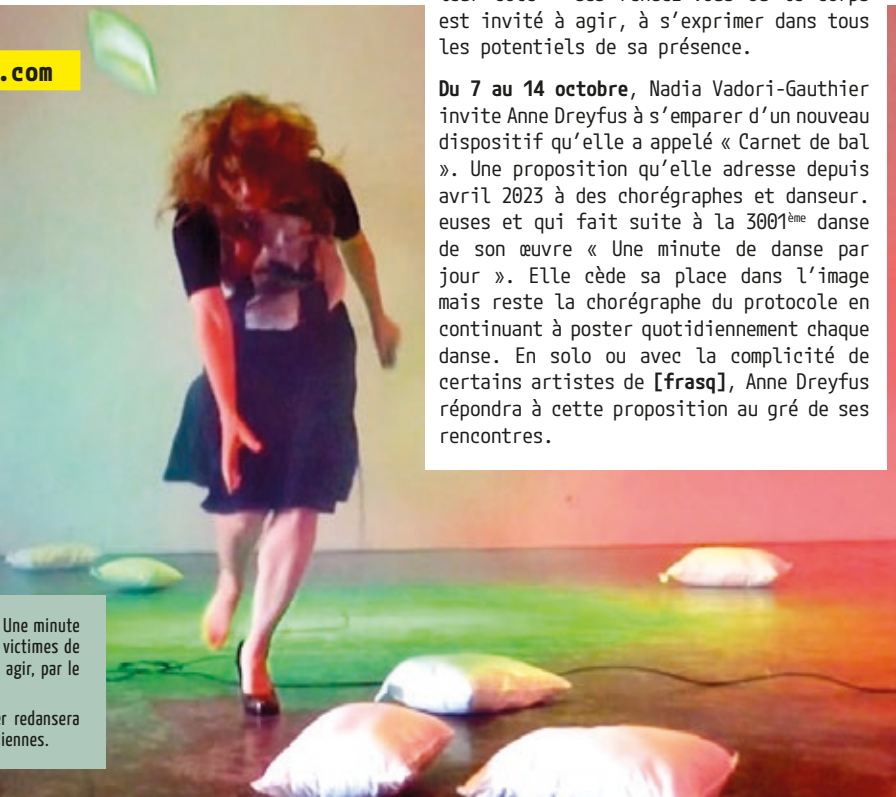 est invité à agir, à s’exprimer dans tous
les potentiels de sa présence.
Du 7 au 14 octobre, Nadia Vadori-Gauthier
invite Anne Dreyfus à s’emparer d’un nouveau
dispositif qu’elle a appelé « Carnet de bal
». Une proposition qu’elle adresse depuis
avril 2023 à des chorégraphes et danseur.
euses et qui fait suite à la 3001ème danse
de son œuvre « Une minute de danse par
jour ». Elle cède sa place dans l’image
mais reste la chorégraphe du protocole en
continuant à poster quotidiennement chaque
danse. En solo ou avec la complicité de
certains artistes de [frasq], Anne Dreyfus
répondra à cette proposition au gré de ses
rencontres.
.com
Une minute
victimes de
agir, par le
er redansera
iennes.